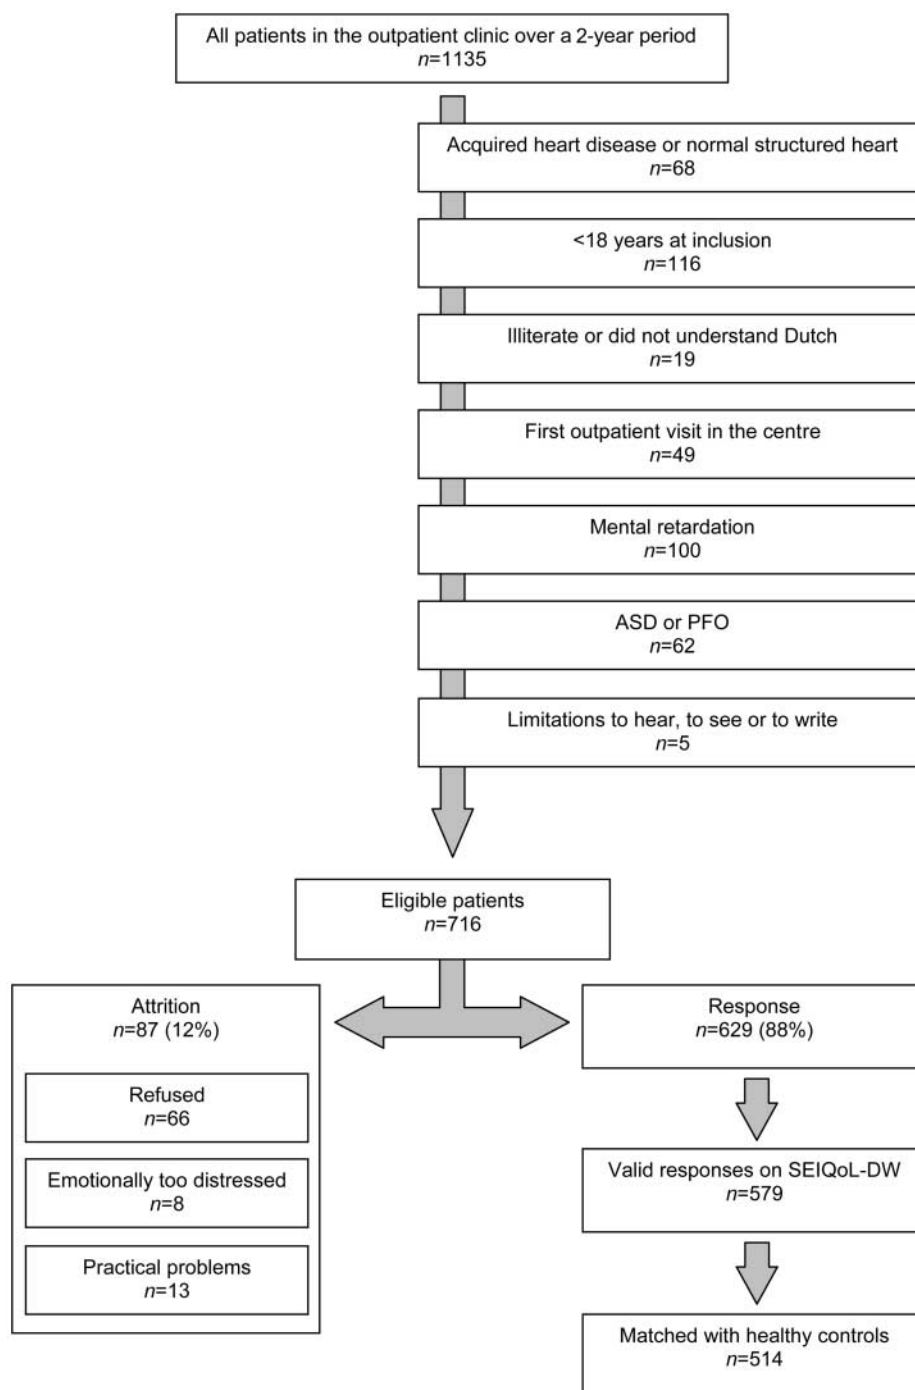 All patients in the outpatient clinic over a 2-year period
n=1135
Acquired heart disease or normal structured heart
n=68
<18 years at inclusion
n=116
Illiterate or did not understand Dutch
n=19
First outpatient visit in the centre
n=49
Mental retardation
n=100
ASD or PFO
n=62
Limitations to hear, to see or to write
n=5
Eligible patients
n=716
Attrition
n=87 (12%)
Refused
n=66
Emotionally too distressed
n=8
Practical problems
n=13
Response
n=629 (88%)
Valid responses on SEIQoL-DW
n=579
Matched with healthy controls
n=514